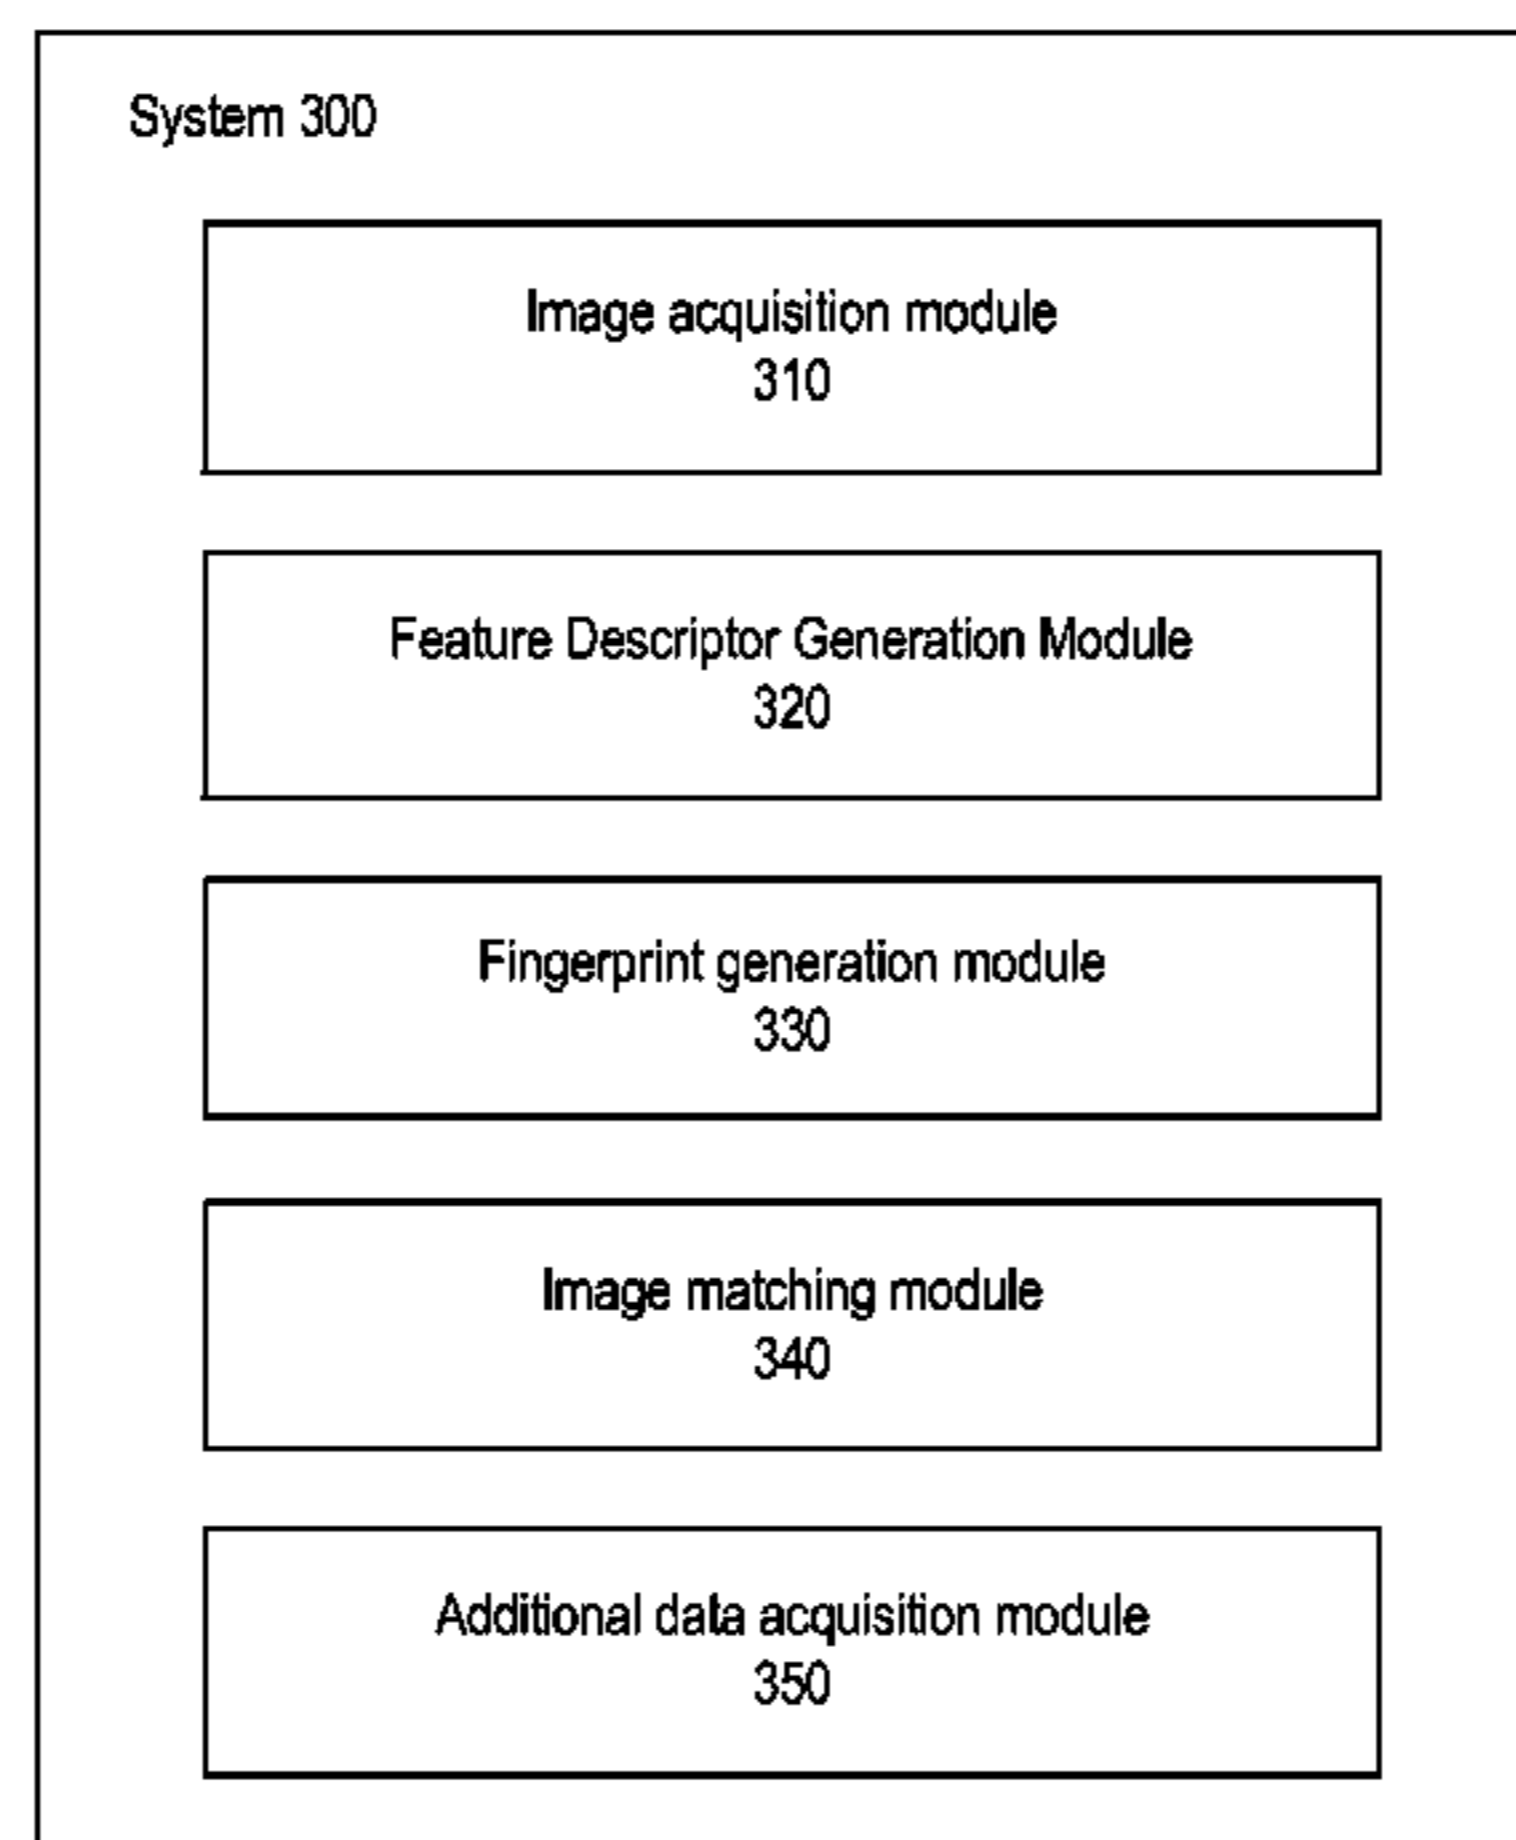 System 300
Image acquisition module
310
Feature Descriptor Generation Module
320
Fingerprint generation module
330
Image matching module
340
Additional data acquisition module
350